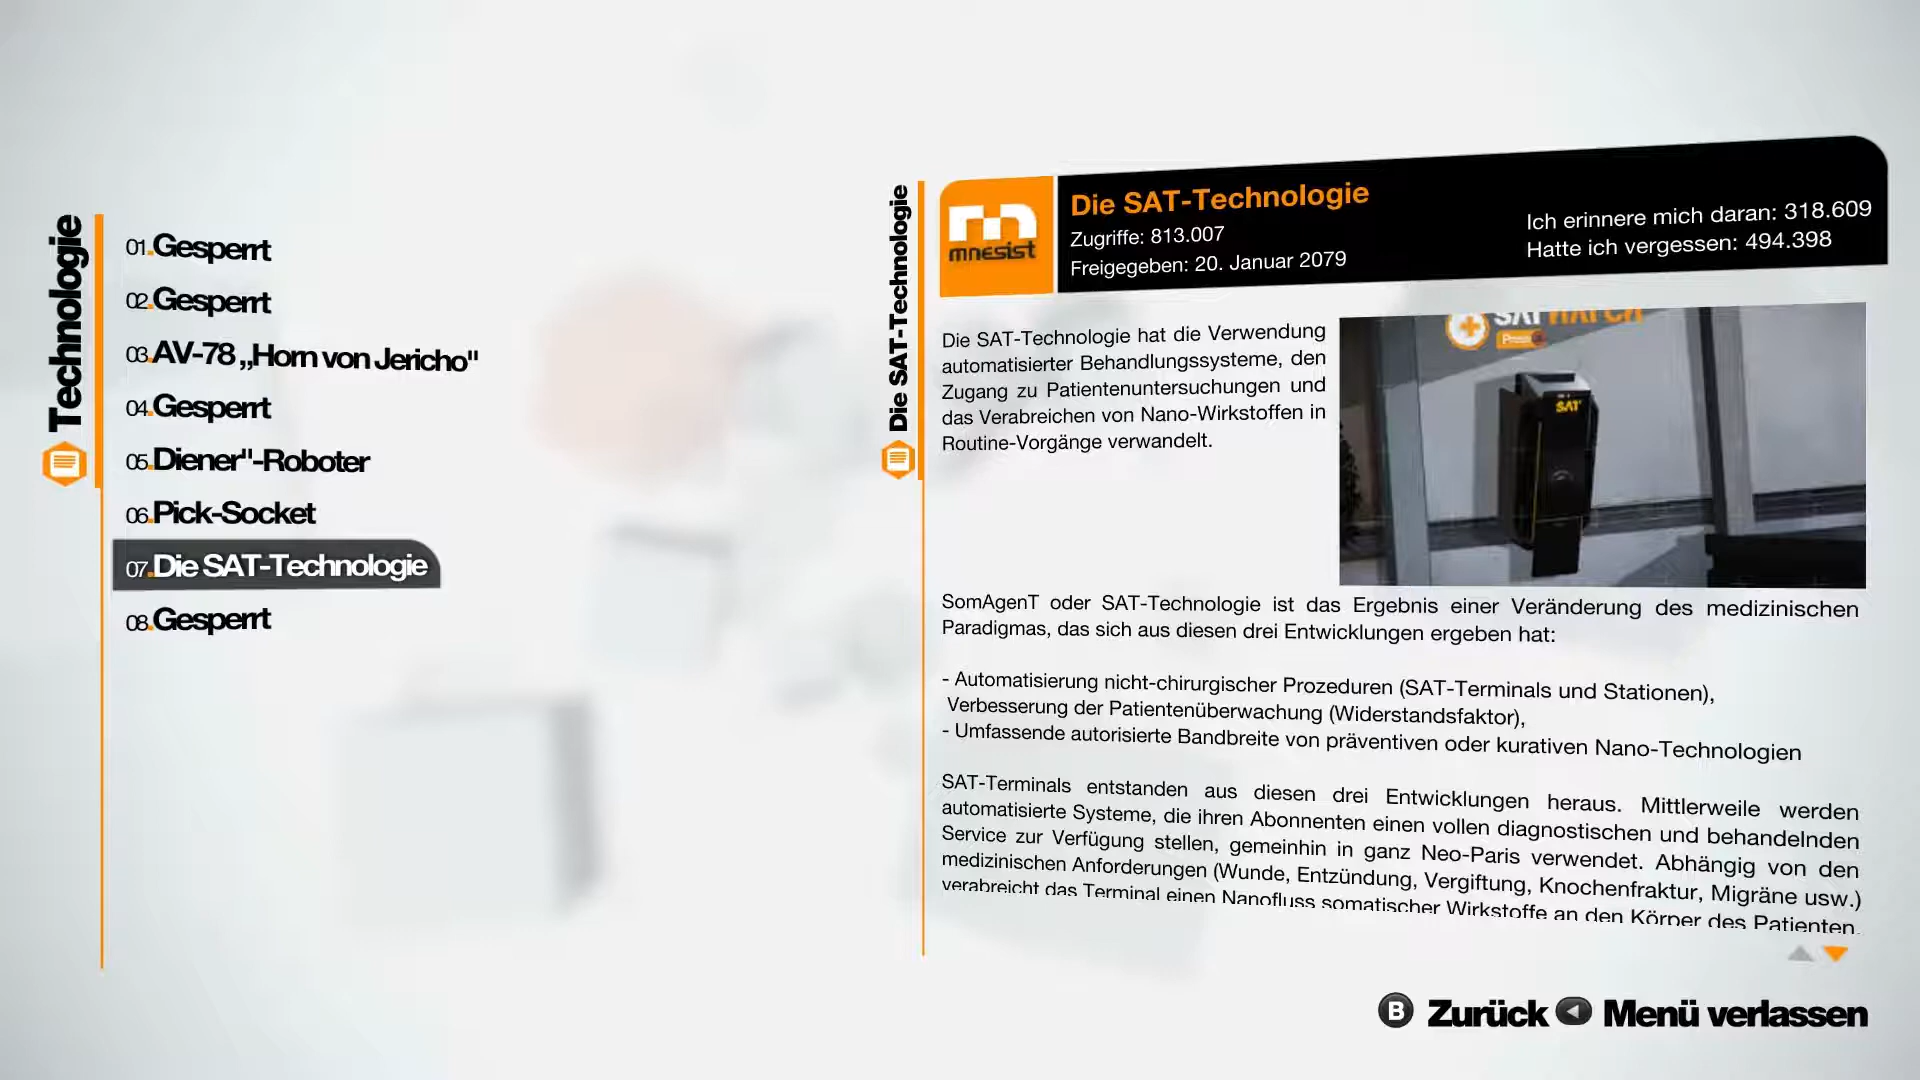 Technologie
01.Gesperrt
02.Gesperrt
03.AV-78 „Horn von Jericho"
04.Gesperrt
05.Diener"-Roboter
06.Pick-Socket
07.Die SAT-Technologie
08.Gesperrt
Die SAT-Technologie
mnesist
Die SAT-Technologie
Zugriffe: 813.007
Freigegeben: 20. Januar 2079
Ich erinnere mich daran: 318.609
Hatte ich vergessen: 494.398
Die SAT-Technologie hat die Verwendung
automatisierter Behandlungssysteme, den
Zugang zu Patientenuntersuchungen und
das Verabreichen von Nano-Wirkstoffen in
Routine-Vorgänge verwandelt.
SAT
SomAgenT oder SAT-Technologie ist das Ergebnis einer Veränderung des medizinischen
Paradigmas, das sich aus diesen drei Entwicklungen ergeben hat:
- Automatisierung nicht-chirurgischer Prozeduren (SAT-Terminals und Stationen),
Verbesserung der Patientenüberwachung (Widerstandsfaktor),
- Umfassende autorisierte Bandbreite von präventiven oder kurativen Nano-Technologien
SAT-Terminals entstanden aus diesen drei Entwicklungen heraus. Mittlerweile werden
automatisierte Systeme, die ihren Abonnenten einen vollen diagnostischen und behandelnden
Service zur Verfügung stellen, gemeinhin in ganz Neo-Paris verwendet. Abhängig von den
medizinischen Anforderungen (Wunde, Entzündung, Vergiftung, Knochenfraktur, Migräne usw.)
verabreicht das Terminal einen Nanofluss somatischer Wirkstoffe an den Körper des Patienten.
B Zurück Menü verlassen